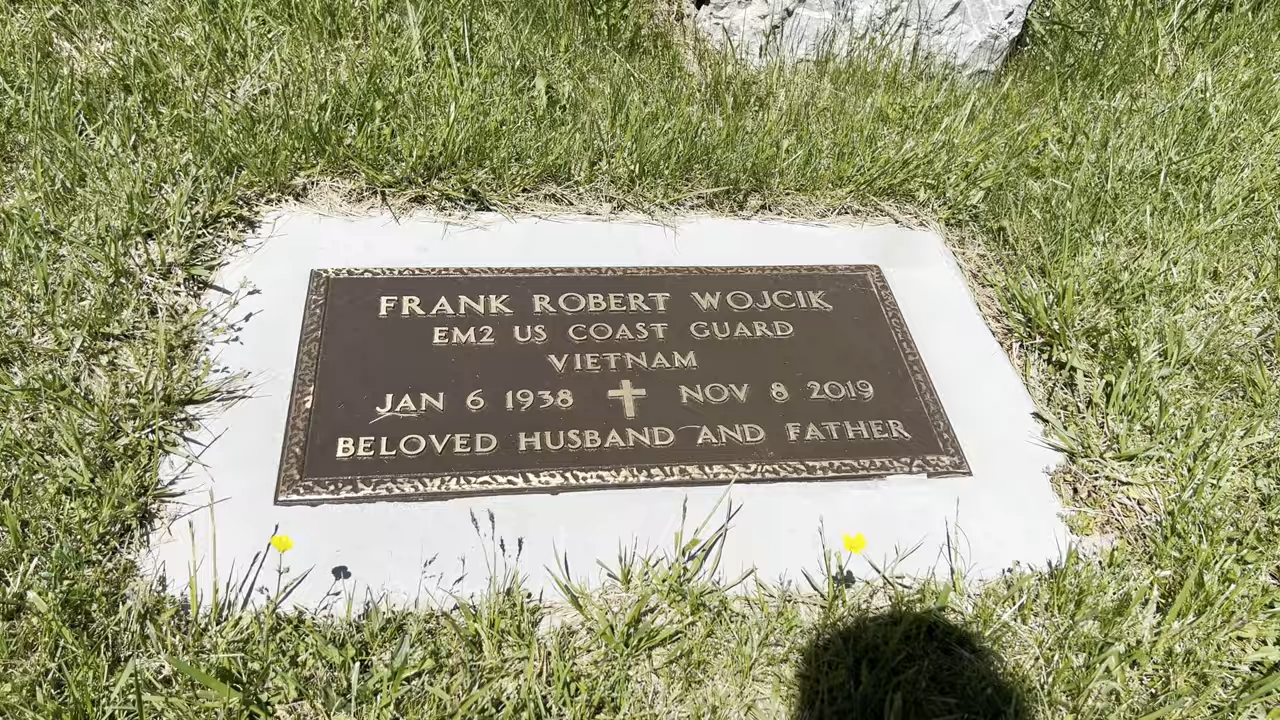 FRANK ROBERT WOJCIK
EM2 US COAST GUARD
VIETNAM
JAN 6 1938 NOV 8 2019
BELOVED HUSBAND AND FATHER